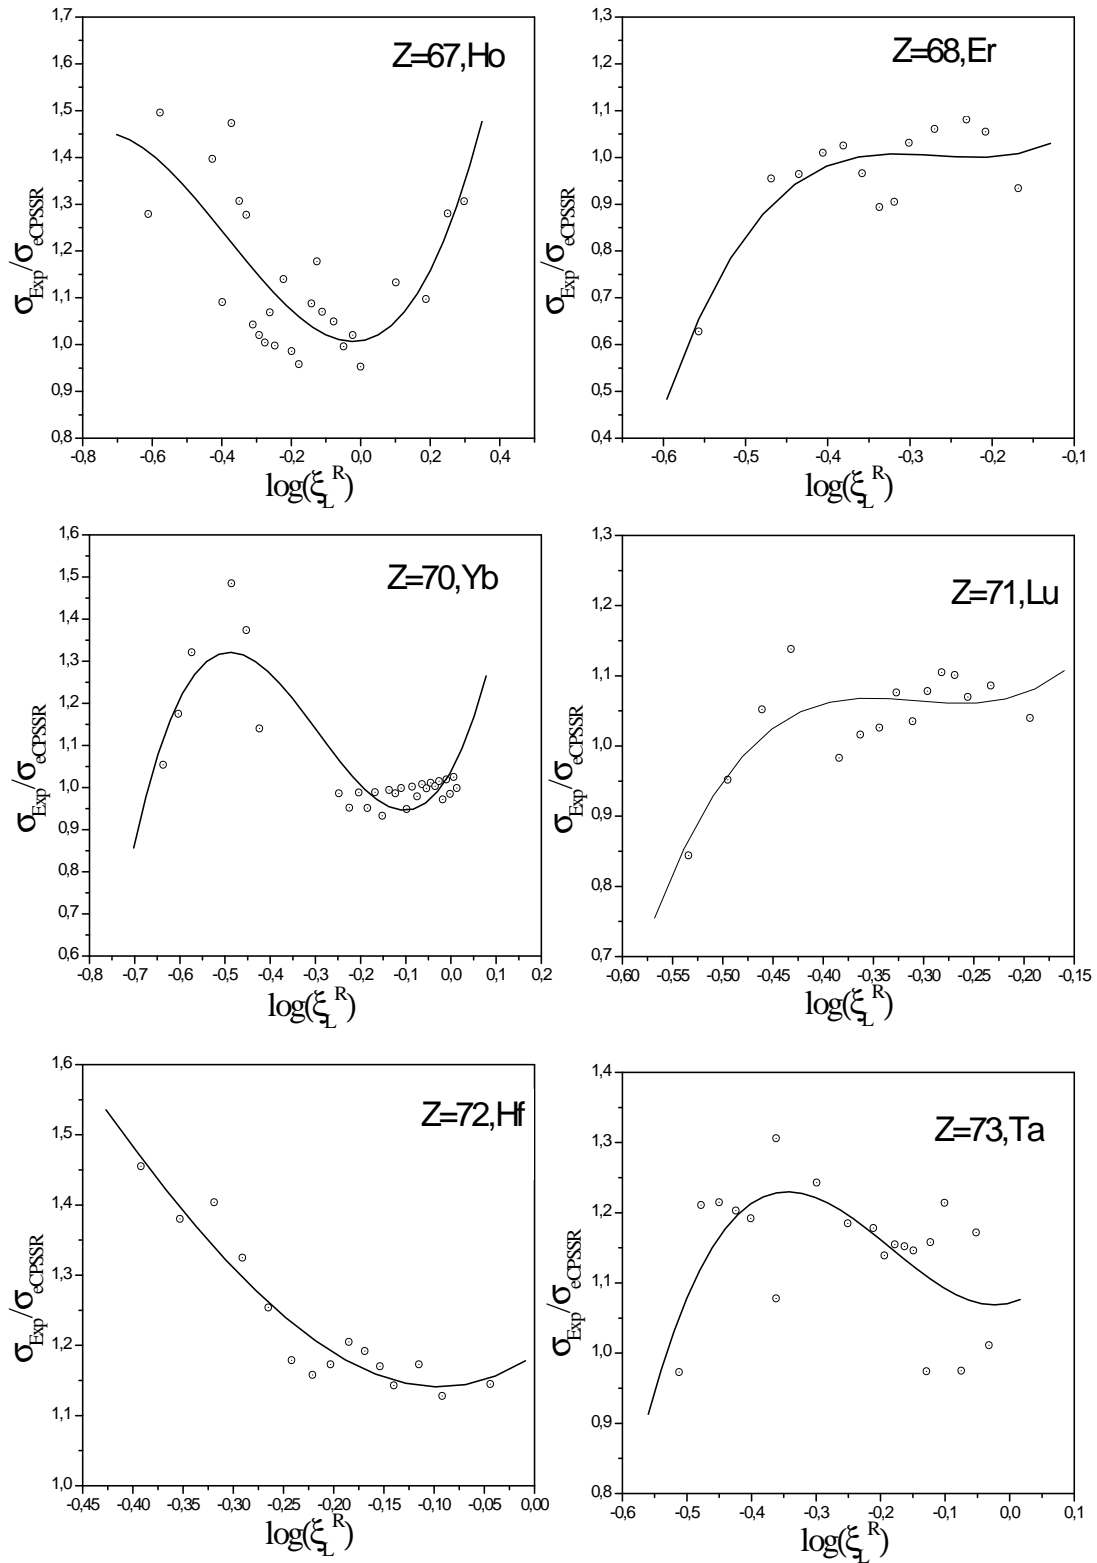 Z=67,Ho
1,7
1,6
1,5
1,4
1,3
1,2
1,1
1,0
0,9
0,8
-0,8 -0,6 -0,4 -0,2 0,0 0,2 0,4
σExp/σeCPSSR
log(ξL^R)
Z=68,Er
1,3
1,2
1,1
1,0
0,9
0,8
0,7
0,6
0,5
0,4
-0,6 -0,5 -0,4 -0,3 -0,2 -0,1
σExp/σeCPSSR
log(ξL^R)
Z=70,Yb
1,6
1,5
1,4
1,3
1,2
1,1
1,0
0,9
0,8
0,7
0,6
-0,8 -0,7 -0,6 -0,5 -0,4 -0,3 -0,2 -0,1 0,0 0,1 0,2
σExp/σeCPSSR
log(ξL^R)
Z=71,Lu
1,3
1,2
1,1
1,0
0,9
0,8
0,7
-0,60 -0,55 -0,50 -0,45 -0,40 -0,35 -0,30 -0,25 -0,20 -0,15
σExp/σeCPSSR
log(ξL^R)
Z=72,Hf
1,6
1,5
1,4
1,3
1,2
1,1
1,0
-0,45 -0,40 -0,35 -0,30 -0,25 -0,20 -0,15 -0,10 -0,05 0,00
σExp/σeCPSSR
log(ξL^R)
Z=73,Ta
1,4
1,3
1,2
1,1
1,0
0,9
0,8
-0,6 -0,5 -0,4 -0,3 -0,2 -0,1 0,0 0,1
σExp/σeCPSSR
log(ξL^R)